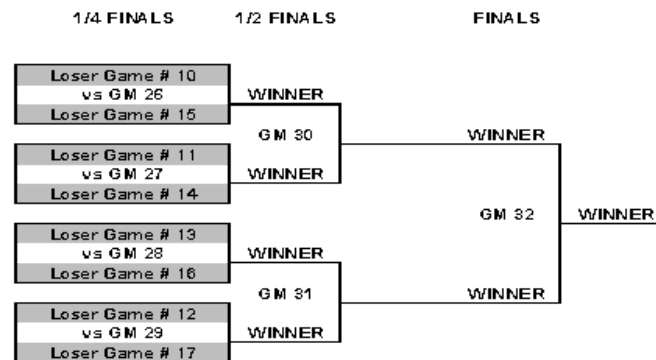 1/4 FINALS 1/2 FINALS FINALS
Loser Game # 10
vs GM 26 WINNER
Loser Game # 15
GM 30 WINNER
Loser Game # 11
vs GM 27 WINNER
Loser Game # 14
GM 32 WINNER
Loser Game # 13
vs GM 28 WINNER
Loser Game # 16
GM 31 WINNER
Loser Game # 12
vs GM 29 WINNER
Loser Game # 17